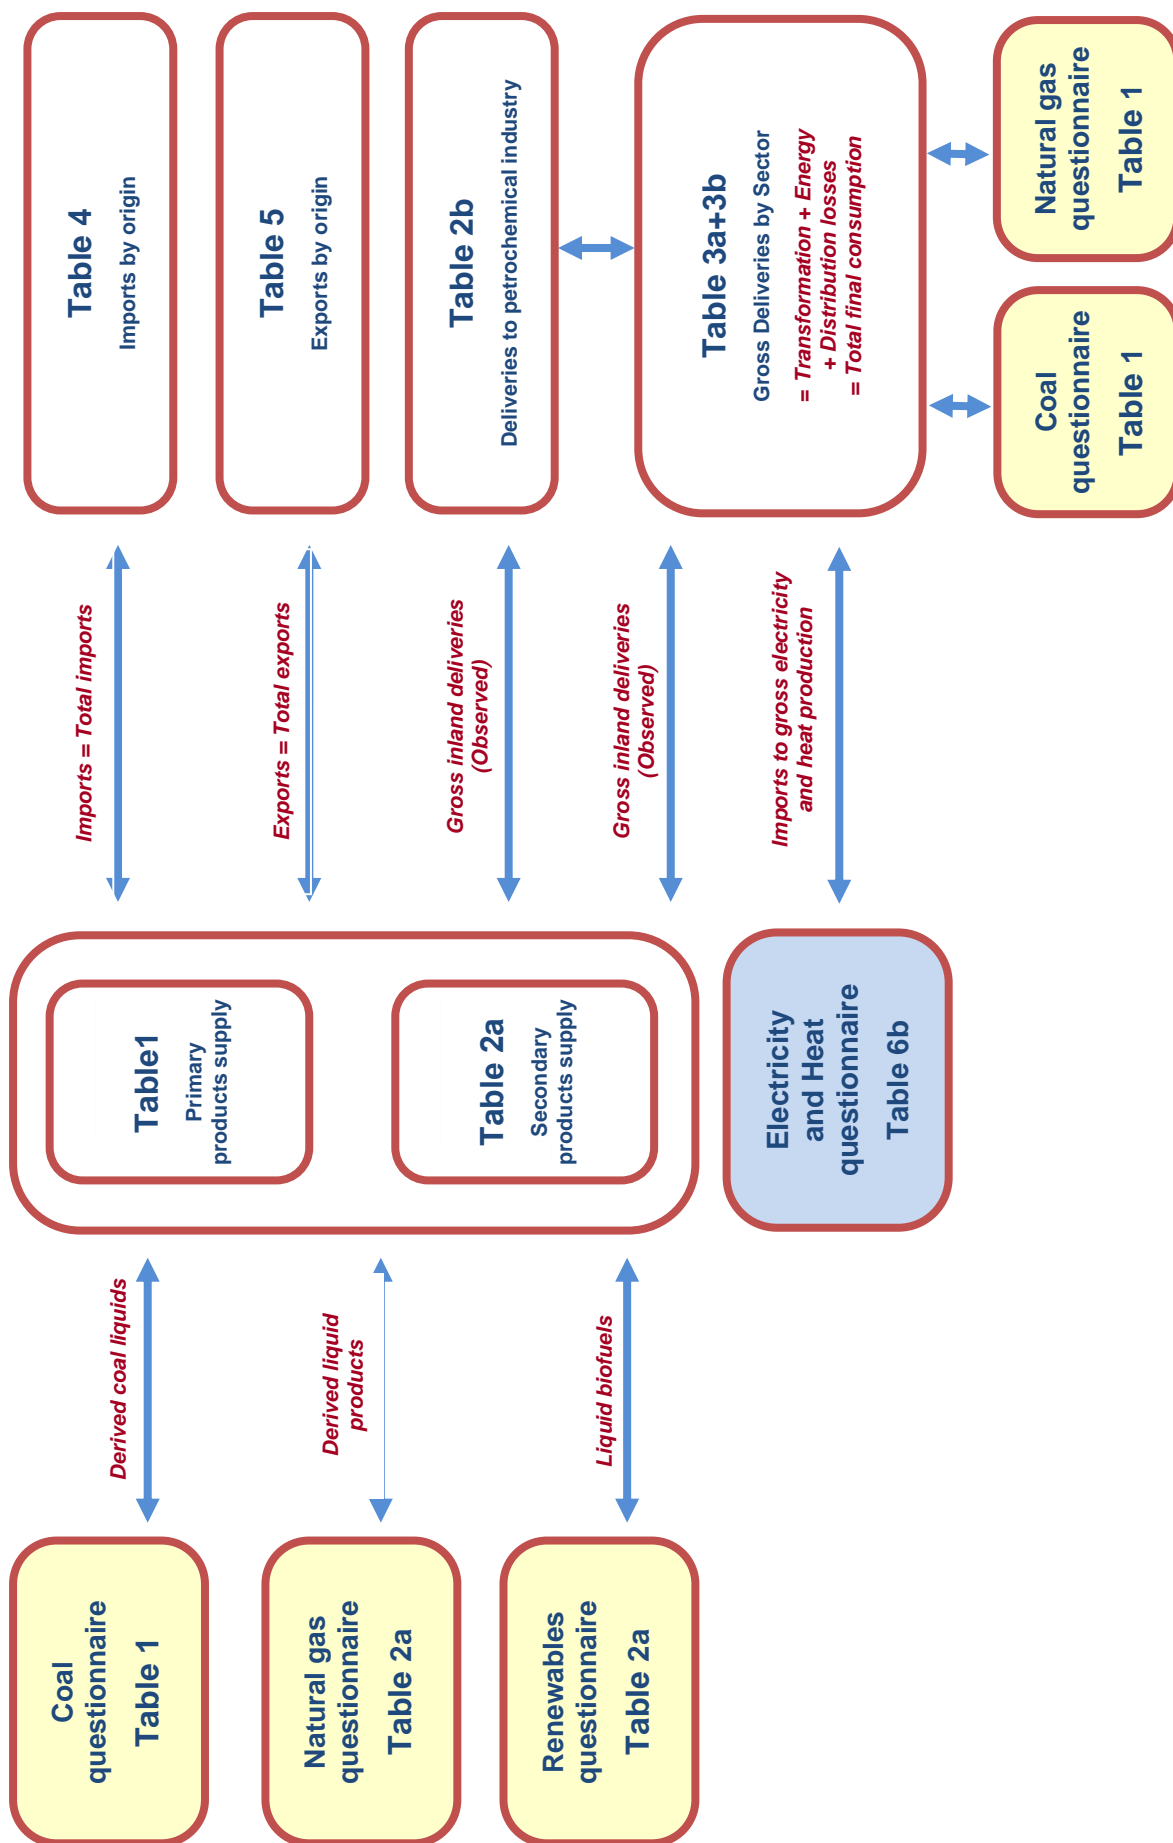 Coal
questionnaire
Table 1
Natural gas
questionnaire
Table 2a
Renewables
questionnaire
Table 2a
Derived coal liquids
Derived liquid
products
Liquid biofuels
Table1
Primary
products supply
Table 2a
Secondary
products supply
Electricity
and Heat
questionnaire
Table 6b
Imports = Total imports
Exports = Total exports
Gross inland deliveries
(Observed)
Gross inland deliveries
(Observed)
Imports to gross electricity
and heat production
Table 4
Imports by origin
Table 5
Exports by origin
Table 2b
Deliveries to petrochemical industry
Table 3a+3b
Gross Deliveries by Sector
= Transformation + Energy
+ Distribution losses
= Total final consumption
Coal
questionnaire
Table 1
Natural gas
questionnaire
Table 1